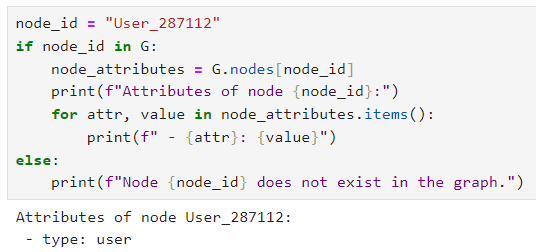 node_id = "User_287112"
if node_id in G:
    node_attributes = G.nodes[node_id]
    print(f"Attributes of node {node_id}:")
    for attr, value in node_attributes.items():
        print(f" - {attr}: {value}")
else:
    print(f"Node {node_id} does not exist in the graph.")
Attributes of node User_287112:
 - type: user